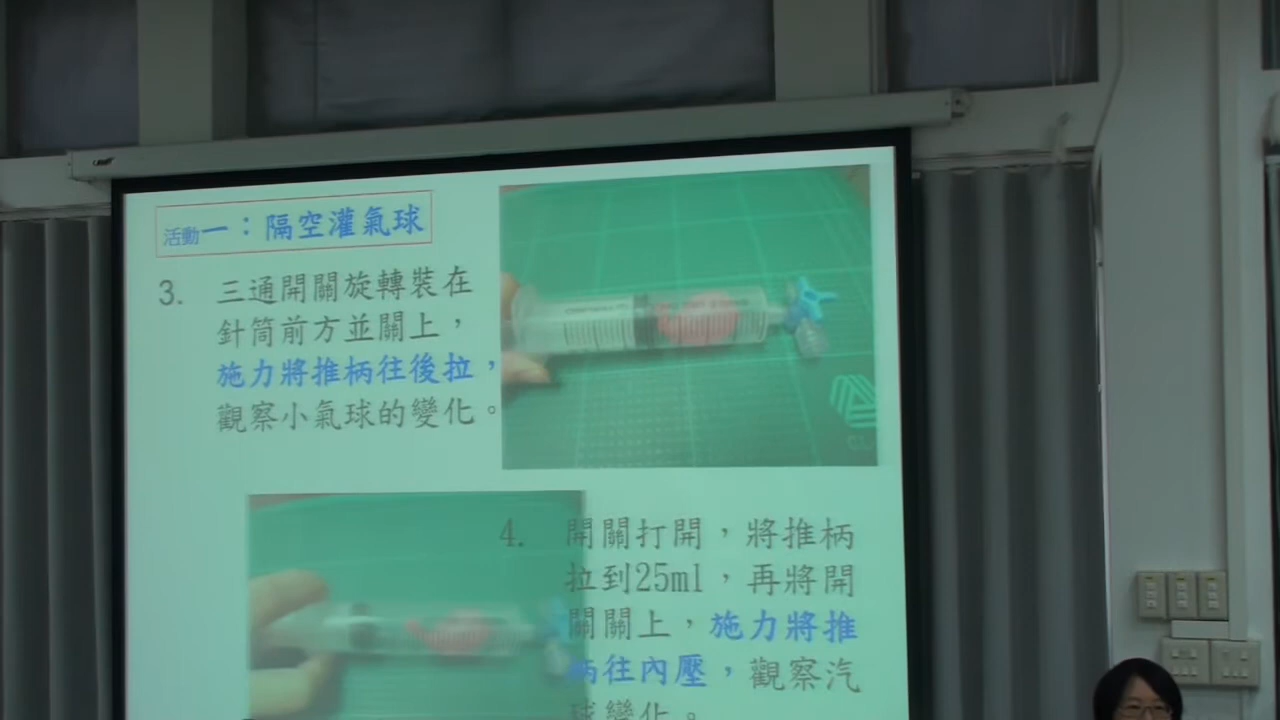 活動一：隔空灌氣球
3. 三通開關旋轉裝在
針筒前方並關上，
施力將推柄往後拉，
觀察小氣球的變化。
4. 開關打開，將推柄
拉到25ml，再將開
關關上，施力將推
柄往內壓，觀察汽
球變化。